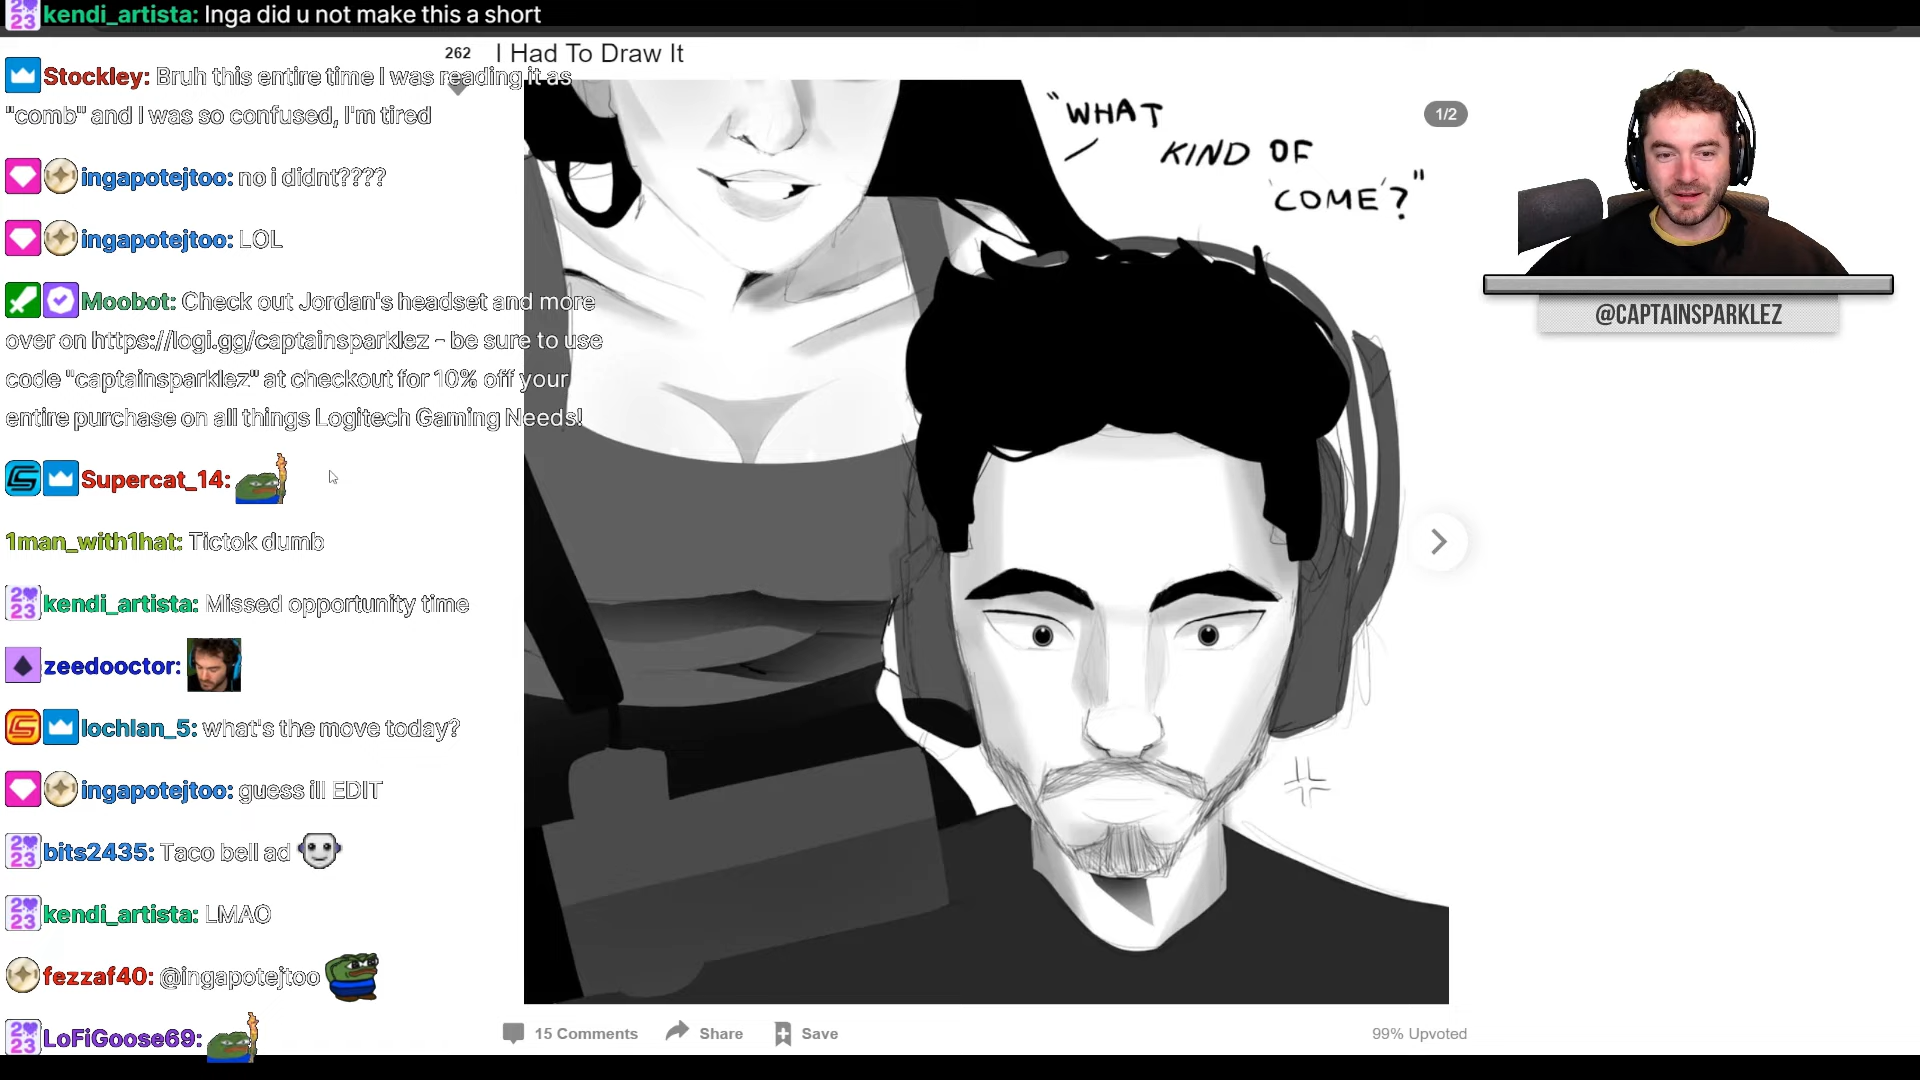 kendi_artista: Inga did u not make this a short
Stockley: Bruh this entire time I was reading it as
"comb" and I was so confused, I'm tired
ingapotejtoo: no i didnt????
ingapotejtoo: LOL
Moobot: Check out Jordan's headset and more
over on https://logi.gg/captainsparklez - be sure to use
code "captainsparklez" at checkout for 10% off your
entire purchase on all things Logitech Gaming Needs!
Supercat_14:
1man_with1hat: Tictok dumb
kendi_artista: Missed opportunity time
zeedooctor:
lochlan_5: what's the move today?
ingapotejtoo: guess ill EDIT
bits2435: Taco bell ad
kendi_artista: LMAO
fezzaf40: @ingapotejtoo
LoFiGoose69:
262
I Had To Draw It
"WHAT
KIND OF
'COME'?"
1/2
15 Comments
Share
Save
99% Upvoted
@CAPTAINSPARKLEZ